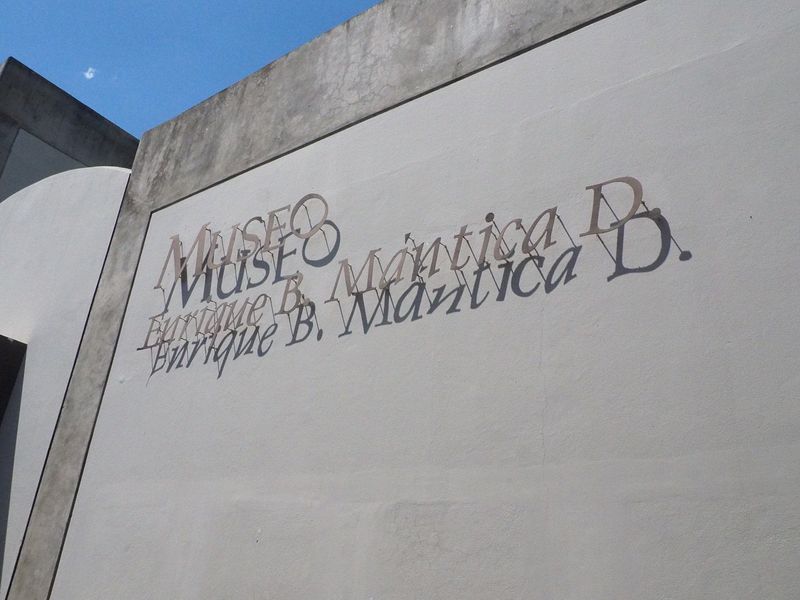 MUSEO
Enrique B. Mántica D.